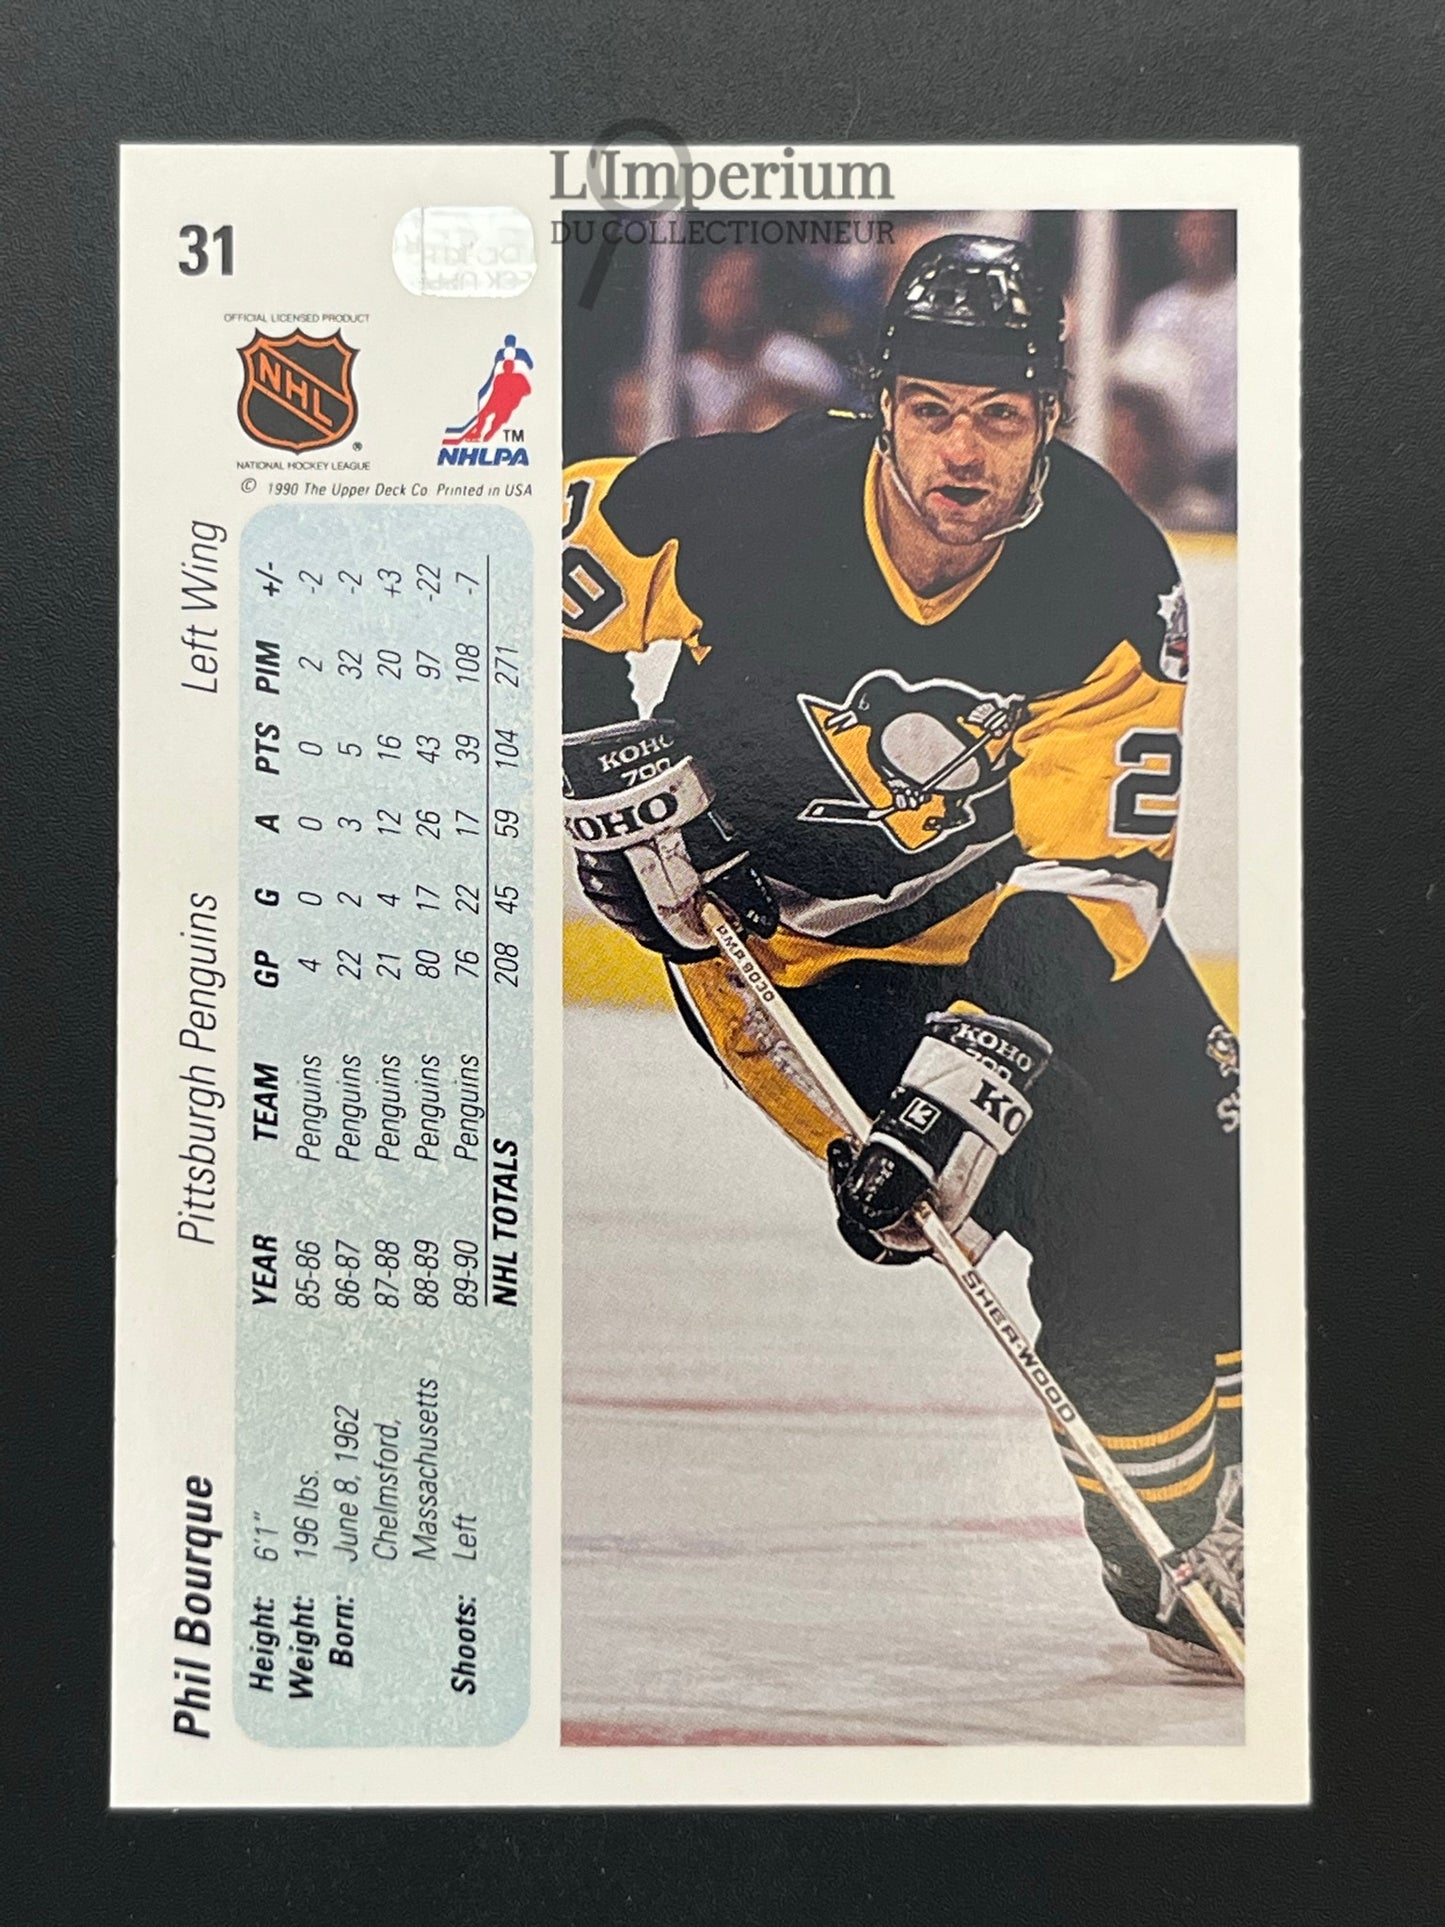 L'Imperium
DU COLLECTIONNEUR
31
OFFICIAL LICENSED PRODUCT
NHL
®
NATIONAL HOCKEY LEAGUE
TM
NHLPA
© 1990 The Upper Deck Co. Printed in USA
Phil Bourque Pittsburgh Penguins Left Wing
Height: 6'1"
Weight: 196 lbs.
Born: June 8, 1962
Chelmsford,
Massachusetts
Shoots: Left
YEAR TEAM GP G A PTS PIM +/-
85-86 Penguins 4 0 0 0 2 -2
86-87 Penguins 22 2 3 5 32 -2
87-88 Penguins 21 4 12 16 20 +3
88-89 Penguins 80 17 26 43 97 -22
89-90 Penguins 76 22 17 39 108 -7
NHL TOTALS 208 45 59 104 271
29
2
KOHO
700
KOHO
P.M.P. 9030
KOHO
700
KO
SHER-WOOD